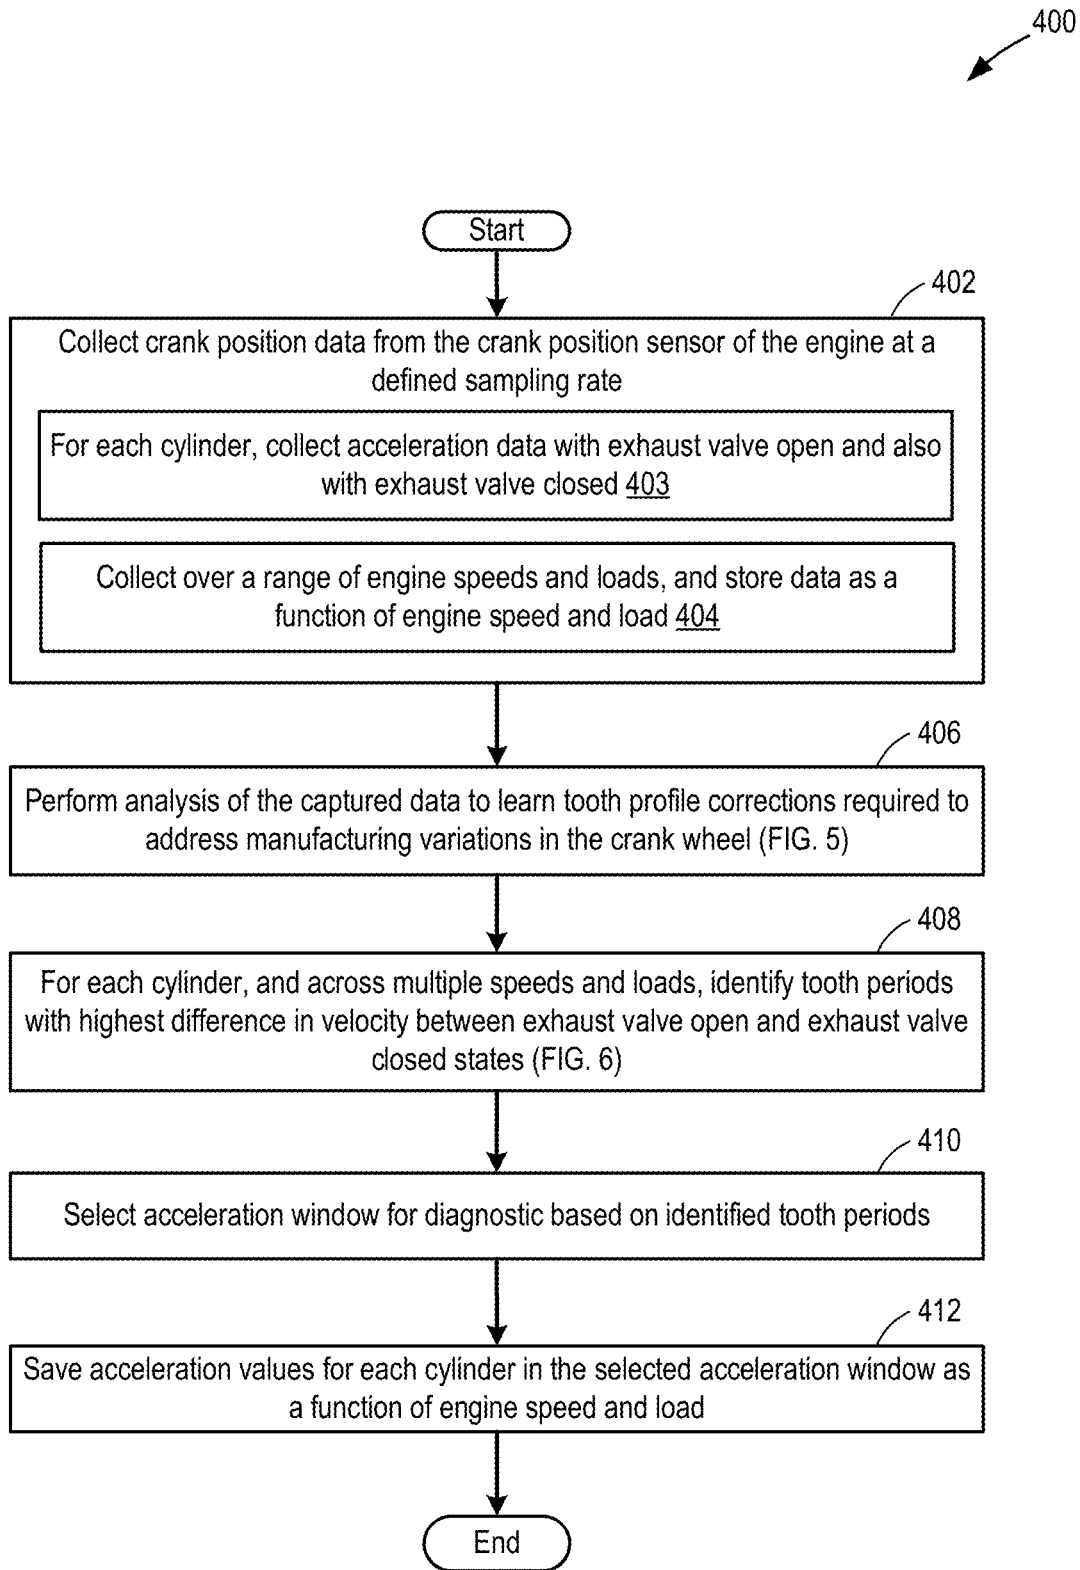 400
Start
402
Collect crank position data from the crank position sensor of the engine at a
defined sampling rate
For each cylinder, collect acceleration data with exhaust valve open and also
with exhaust valve closed 403
Collect over a range of engine speeds and loads, and store data as a
function of engine speed and load 404
406
Perform analysis of the captured data to learn tooth profile corrections required to
address manufacturing variations in the crank wheel (FIG. 5)
408
For each cylinder, and across multiple speeds and loads, identify tooth periods
with highest difference in velocity between exhaust valve open and exhaust valve
closed states (FIG. 6)
410
Select acceleration window for diagnostic based on identified tooth periods
412
Save acceleration values for each cylinder in the selected acceleration window as
a function of engine speed and load
End